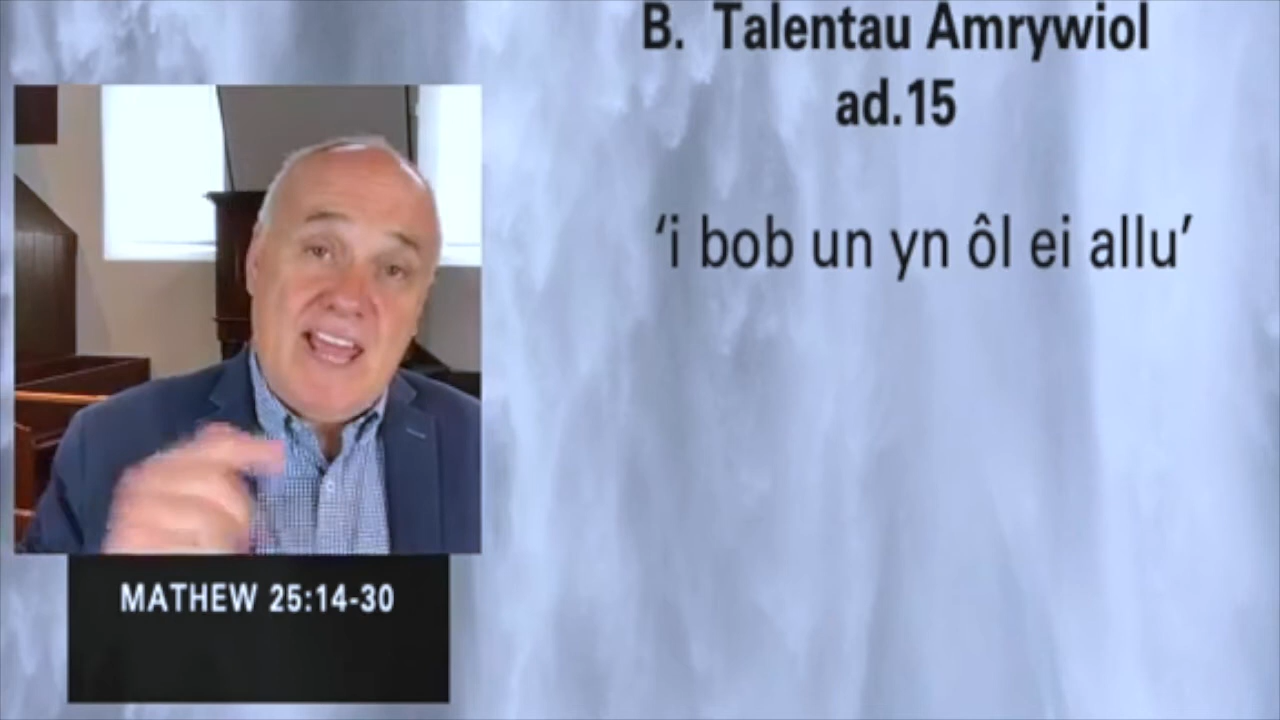 B. Talentau Amrywiol
ad.15
‘i bob un yn ôl ei allu’
MATHEW 25:14-30